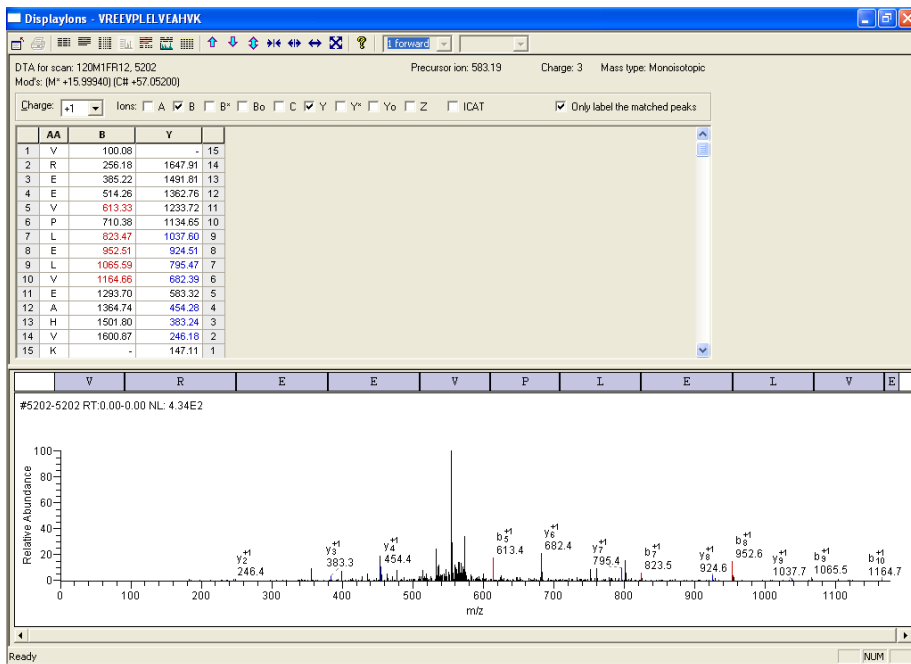 DisplayIons - VREEVPLELVEAHVK
1 forward
DTA for scan: 120M1FR12, 5202 Precursor ion: 583.19 Charge: 3 Mass type: Monoisotopic
Mod's: (M* +15.99940) (C# +57.05200)
Charge: +1 Ions: A B B* Bo C Y Y* Yo Z ICAT Only label the matched peaks
AA B Y
1 V 100.08 - 15
2 R 256.18 1647.91 14
3 E 385.22 1491.81 13
4 E 514.26 1362.76 12
5 V 613.33 1233.72 11
6 P 710.38 1134.65 10
7 L 823.47 1037.60 9
8 E 952.51 924.51 8
9 L 1065.59 795.47 7
10 V 1164.66 682.39 6
11 E 1293.70 583.32 5
12 A 1364.74 454.28 4
13 H 1501.80 383.24 3
14 V 1600.87 246.18 2
15 K - 147.11 1
V R E E V P L E L V E
#5202-5202 RT:0.00-0.00 NL: 4.34E2
Relative Abundance
100
80
60
40
20
0
y2+1 246.4
y3+1 383.3
y4+1 454.4
b5+1 613.4
y6+1 682.4
y7+1 795.4
b7+1 823.5
y8+1 924.6
b8+1 952.6
y9+1 1037.7
b9+1 1065.5
b10+1 1164.7
0 100 200 300 400 500 600 700 800 900 1000 1100
m/z
Ready NUM